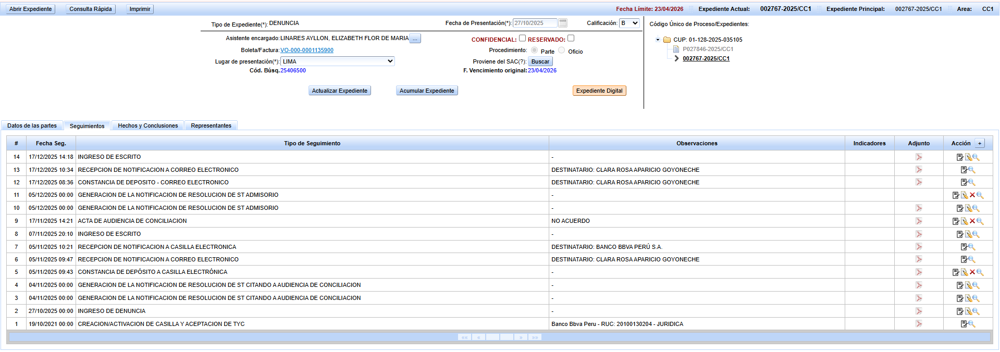 Abrir Expediente Consulta Rápida Imprimir Fecha Límite: 23/04/2026 Expediente Actual: 002767-2025/CC1 Expediente Principal: 002767-2025/CC1 Area: CC1
Tipo de Expediente(*): DENUNCIA Fecha de Presentación(*): 27/10/2025 Calificación: B
Código Único de Proceso/Expedientes:
Asistente encargado: LINARES AYLLON, ELIZABETH FLOR DE MARIA ... CONFIDENCIAL: RESERVADO:
CUP: 01-128-2025-035105
Boleta/Factura: VO-000-0001135900 Procedimiento: Parte Oficio
P027846-2025/CC1
Lugar de presentación(*): LIMA Proviene del SAC(?): Buscar
002767-2025/CC1
Cód. Búsq. 25406500 F. Vencimiento original: 23/04/2026
Actualizar Expediente Acumular Expediente Expediente Digital
Datos de las partes Seguimientos Hechos y Conclusiones Representantes
# Fecha Seg. Tipo de Seguimiento Observaciones Indicadores Adjunto Acción +
14 17/12/2025 14:18 INGRESO DE ESCRITO -
13 17/12/2025 10:34 RECEPCION DE NOTIFICACION A CORREO ELECTRONICO DESTINATARIO: CLARA ROSA APARICIO GOYONECHE
12 17/12/2025 08:36 CONSTANCIA DE DEPOSITO - CORREO ELECTRONICO DESTINATARIO: CLARA ROSA APARICIO GOYONECHE
11 05/12/2025 00:00 GENERACION DE LA NOTIFICACION DE RESOLUCION DE ST ADMISORIO -
10 05/12/2025 00:00 GENERACION DE LA NOTIFICACION DE RESOLUCION DE ST ADMISORIO -
9 17/11/2025 14:21 ACTA DE AUDIENCIA DE CONCILIACION NO ACUERDO
8 07/11/2025 20:10 INGRESO DE ESCRITO -
7 05/11/2025 10:21 RECEPCION DE NOTIFICACION A CASILLA ELECTRONICA DESTINATARIO: BANCO BBVA PERÚ S.A.
6 05/11/2025 09:47 RECEPCION DE NOTIFICACION A CORREO ELECTRONICO DESTINATARIO: CLARA ROSA APARICIO GOYONECHE
5 05/11/2025 09:43 CONSTANCIA DE DEPÓSITO A CASILLA ELECTRÓNICA -
4 04/11/2025 00:00 GENERACION DE LA NOTIFICACION DE RESOLUCION DE ST CITANDO A AUDIENCIA DE CONCILIACION -
3 04/11/2025 00:00 GENERACION DE LA NOTIFICACION DE RESOLUCION DE ST CITANDO A AUDIENCIA DE CONCILIACION -
2 27/10/2025 00:00 INGRESO DE DENUNCIA -
1 19/10/2021 00:00 CREACION/ACTIVACION DE CASILLA Y ACEPTACION DE TYC Banco Bbva Peru - RUC: 20100130204 - JURIDICA
«« « » »»